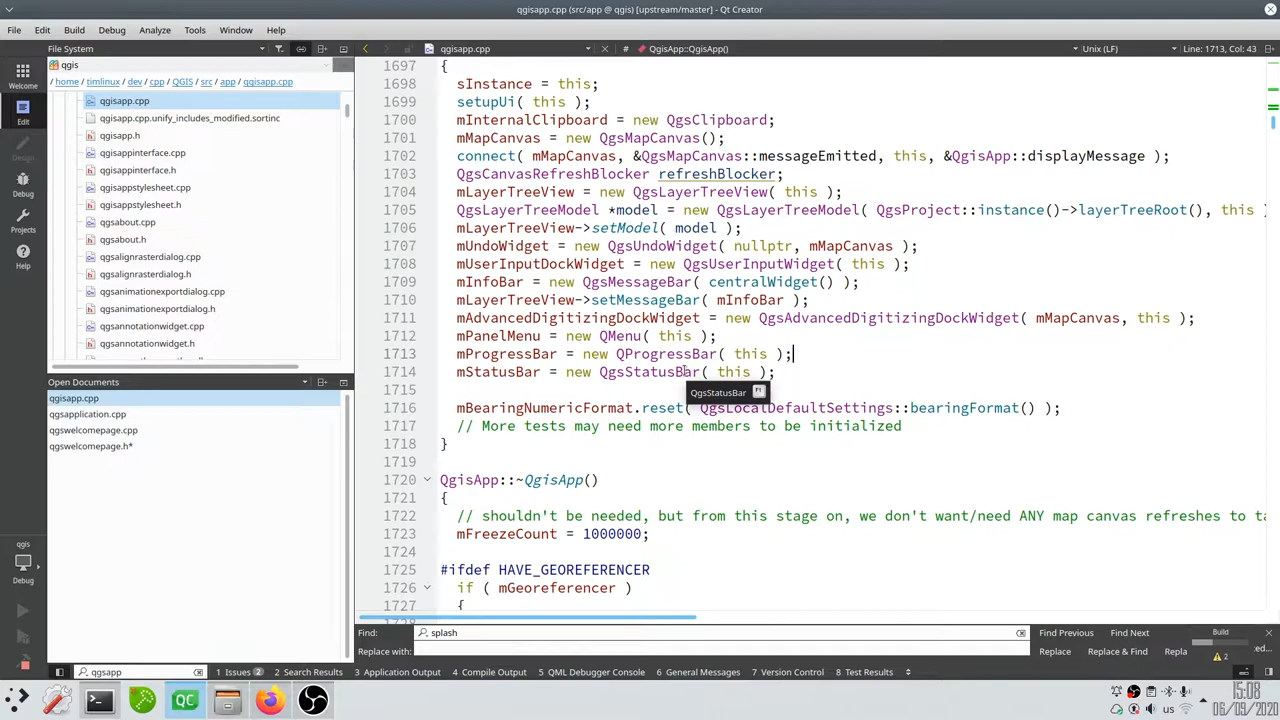 qgisapp.cpp (src/app @ qgis) [upstream/master] - Qt Creator
File Edit Build Debug Analyze Tools Window Help
File System
qgisapp.cpp
# QgisApp::QgisApp()
Unix (LF)
Line: 1713, Col: 43
Welcome
Edit
Design
Debug
Projects
Help
qgis
Debug
qgis
/ home / timlinux / dev / cpp / QGIS / src / app / qgisapp.cpp
qgisapp.cpp
qgisapp.cpp.unify_includes_modified.sortinc
qgisapp.h
qgisappinterface.cpp
qgisappinterface.h
qgisappstylesheet.cpp
qgisappstylesheet.h
qgsabout.cpp
qgsabout.h
qgsalignrasterdialog.cpp
qgsalignrasterdialog.h
qgsanimationexportdialog.cpp
qgsanimationexportdialog.h
qgsannotationwidget.cpp
qgsannotationwidget.h
Open Documents
qgisapp.cpp
qgsapplication.cpp
qgswelcomepage.cpp
qgswelcomepage.h*
1697 {
1698 sInstance = this;
1699 setupUi( this );
1700 mInternalClipboard = new QgsClipboard;
1701 mMapCanvas = new QgsMapCanvas();
1702 connect( mMapCanvas, &QgsMapCanvas::messageEmitted, this, &QgisApp::displayMessage );
1703 QgsCanvasRefreshBlocker refreshBlocker;
1704 mLayerTreeView = new QgsLayerTreeView( this );
1705 QgsLayerTreeModel *model = new QgsLayerTreeModel( QgsProject::instance()->layerTreeRoot(), this )
1706 mLayerTreeView->setModel( model );
1707 mUndoWidget = new QgsUndoWidget( nullptr, mMapCanvas );
1708 mUserInputDockWidget = new QgsUserInputWidget( this );
1709 mInfoBar = new QgsMessageBar( centralWidget() );
1710 mLayerTreeView->setMessageBar( mInfoBar );
1711 mAdvancedDigitizingDockWidget = new QgsAdvancedDigitizingDockWidget( mMapCanvas, this );
1712 mPanelMenu = new QMenu( this );
1713 mProgressBar = new QProgressBar( this );
1714 mStatusBar = new QgsStatusBar( this );
QgsStatusBar F1
1715
1716 mBearingNumericFormat.reset( QgsLocalDefaultSettings::bearingFormat() );
1717 // More tests may need more members to be initialized
1718 }
1719
1720 QgisApp::~QgisApp()
1721 {
1722 // shouldn't be needed, but from this stage on, we don't want/need ANY map canvas refreshes to ta
1723 mFreezeCount = 1000000;
1724
1725 #ifdef HAVE_GEOREFERENCER
1726 if ( mGeoreferencer )
1727 {
Find: splash
Find Previous Find Next
Replace with:
Replace Replace & Find Repla
Build
2
qgsapp
1 Issues 2
2 Search Results
3 Application Output
4 Compile Output
5 QML Debugger Console
6 General Messages
7 Version Control
8 Test Results
QC
us
15:08
06/09/2020